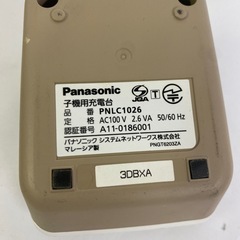 Panasonic
子機用充電台
品番 PNLC1026
定格 AC100 V 2.6 VA 50/60 Hz
認証番号 A11-0186001
パナソニック システムネットワークス株式会社
マレーシア製
PNGT8203ZA
JQA
3DBXA